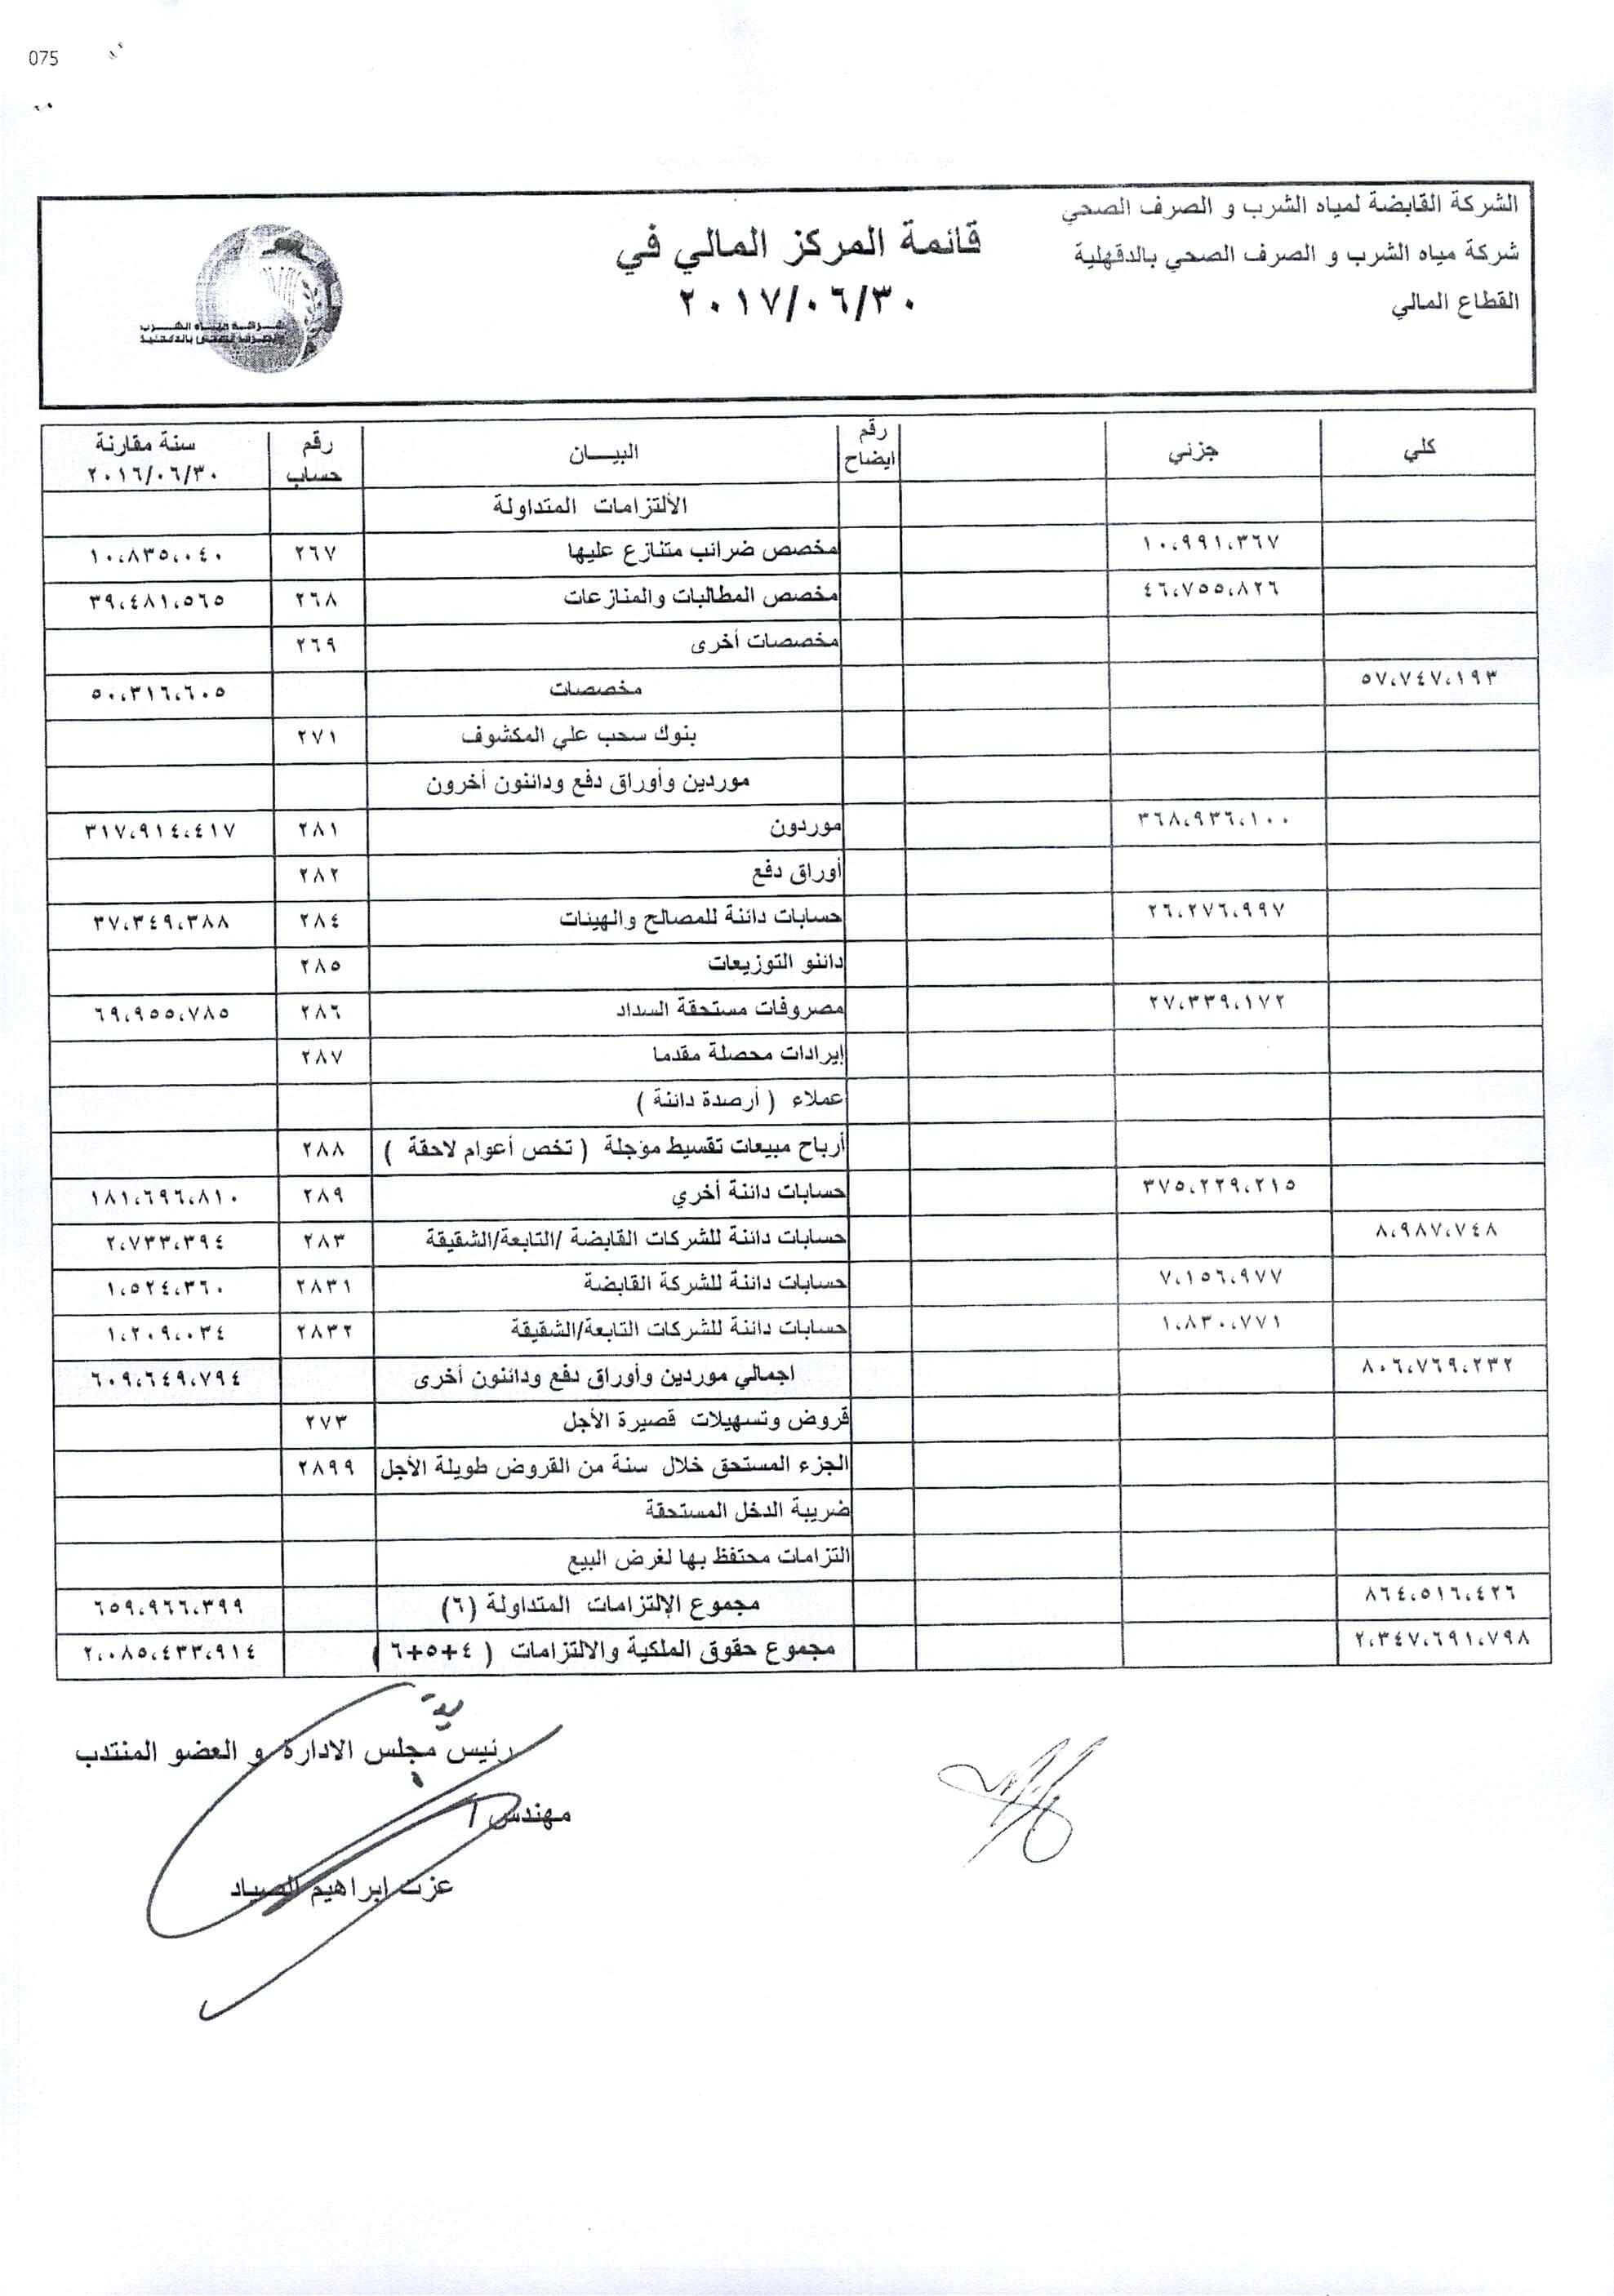 075
الشركة القابضة لمياه الشرب و الصرف الصحي
شركة مياه الشرب و الصرف الصحي بالدقهلية
القطاع المالي
قائمة المركز المالي في
٢٠١٧/٠٦/٣٠
شركة مياه الشرب
والصرف الصحى بالدقهلية
كلي جزئي رقم ايضاح البيـــان رقم حساب سنة مقارنة ٢٠١٦/٠٦/٣٠
الألتزامات المتداولة
١٠،٩٩١،٣٦٧ مخصص ضرائب متنازع عليها ٢٦٧ ١٠،٨٣٥،٠٤٠
٤٦،٧٥٥،٨٢٦ مخصص المطالبات والمنازعات ٢٦٨ ٣٩،٤٨١،٥٦٥
مخصصات أخرى ٢٦٩
٥٧،٧٤٧،١٩٣ مخصصات ٥٠،٣١٦،٦٠٥
بنوك سحب علي المكشوف ٢٧١
موردين وأوراق دفع ودائنون أخرون
٣٦٨،٩٣٦،١٠٠ موردون ٢٨١ ٣١٧،٩١٤،٤١٧
أوراق دفع ٢٨٢
٢٦،٢٧٦،٩٩٧ حسابات دائنة للمصالح والهيئات ٢٨٤ ٣٧،٣٤٩،٣٨٨
دائنو التوزيعات ٢٨٥
٢٧،٣٣٩،١٧٢ مصروفات مستحقة السداد ٢٨٦ ٦٩،٩٥٥،٧٨٥
إيرادات محصلة مقدما ٢٨٧
عملاء ( أرصدة دائنة )
أرباح مبيعات تقسيط مؤجلة ( تخص أعوام لاحقة ) ٢٨٨
٣٧٥،٢٢٩،٢١٥ حسابات دائنة أخري ٢٨٩ ١٨١،٦٩٦،٨١٠
٨،٩٨٧،٧٤٨ حسابات دائنة للشركات القابضة /التابعة/الشقيقة ٢٨٣ ٢،٧٣٣،٣٩٤
٧،١٥٦،٩٧٧ حسابات دائنة للشركة القابضة ٢٨٣١ ١،٥٢٤،٣٦٠
١،٨٣٠،٧٧١ حسابات دائنة للشركات التابعة/الشقيقة ٢٨٣٢ ١،٢٠٩،٠٣٤
٨٠٦،٧٦٩،٢٣٢ اجمالي موردين وأوراق دفع ودائنون أخرى ٦٠٩،٦٤٩،٧٩٤
قروض وتسهيلات قصيرة الأجل ٢٧٣
الجزء المستحق خلال سنة من القروض طويلة الأجل ٢٨٩٩
ضريبة الدخل المستحقة
التزامات محتفظ بها لغرض البيع
٨٦٤،٥١٦،٤٢٦ مجموع الإلتزامات المتداولة (٦) ٦٥٩،٩٦٦،٣٩٩
٢،٣٤٧،٦٩١،٧٩٨ مجموع حقوق الملكية والالتزامات ( ٤+٥+٦ ) ٢،٠٨٥،٤٣٣،٩١٤
رئيس مجلس الادارة و العضو المنتدب
مهندس /
عزت ابراهيم الصياد